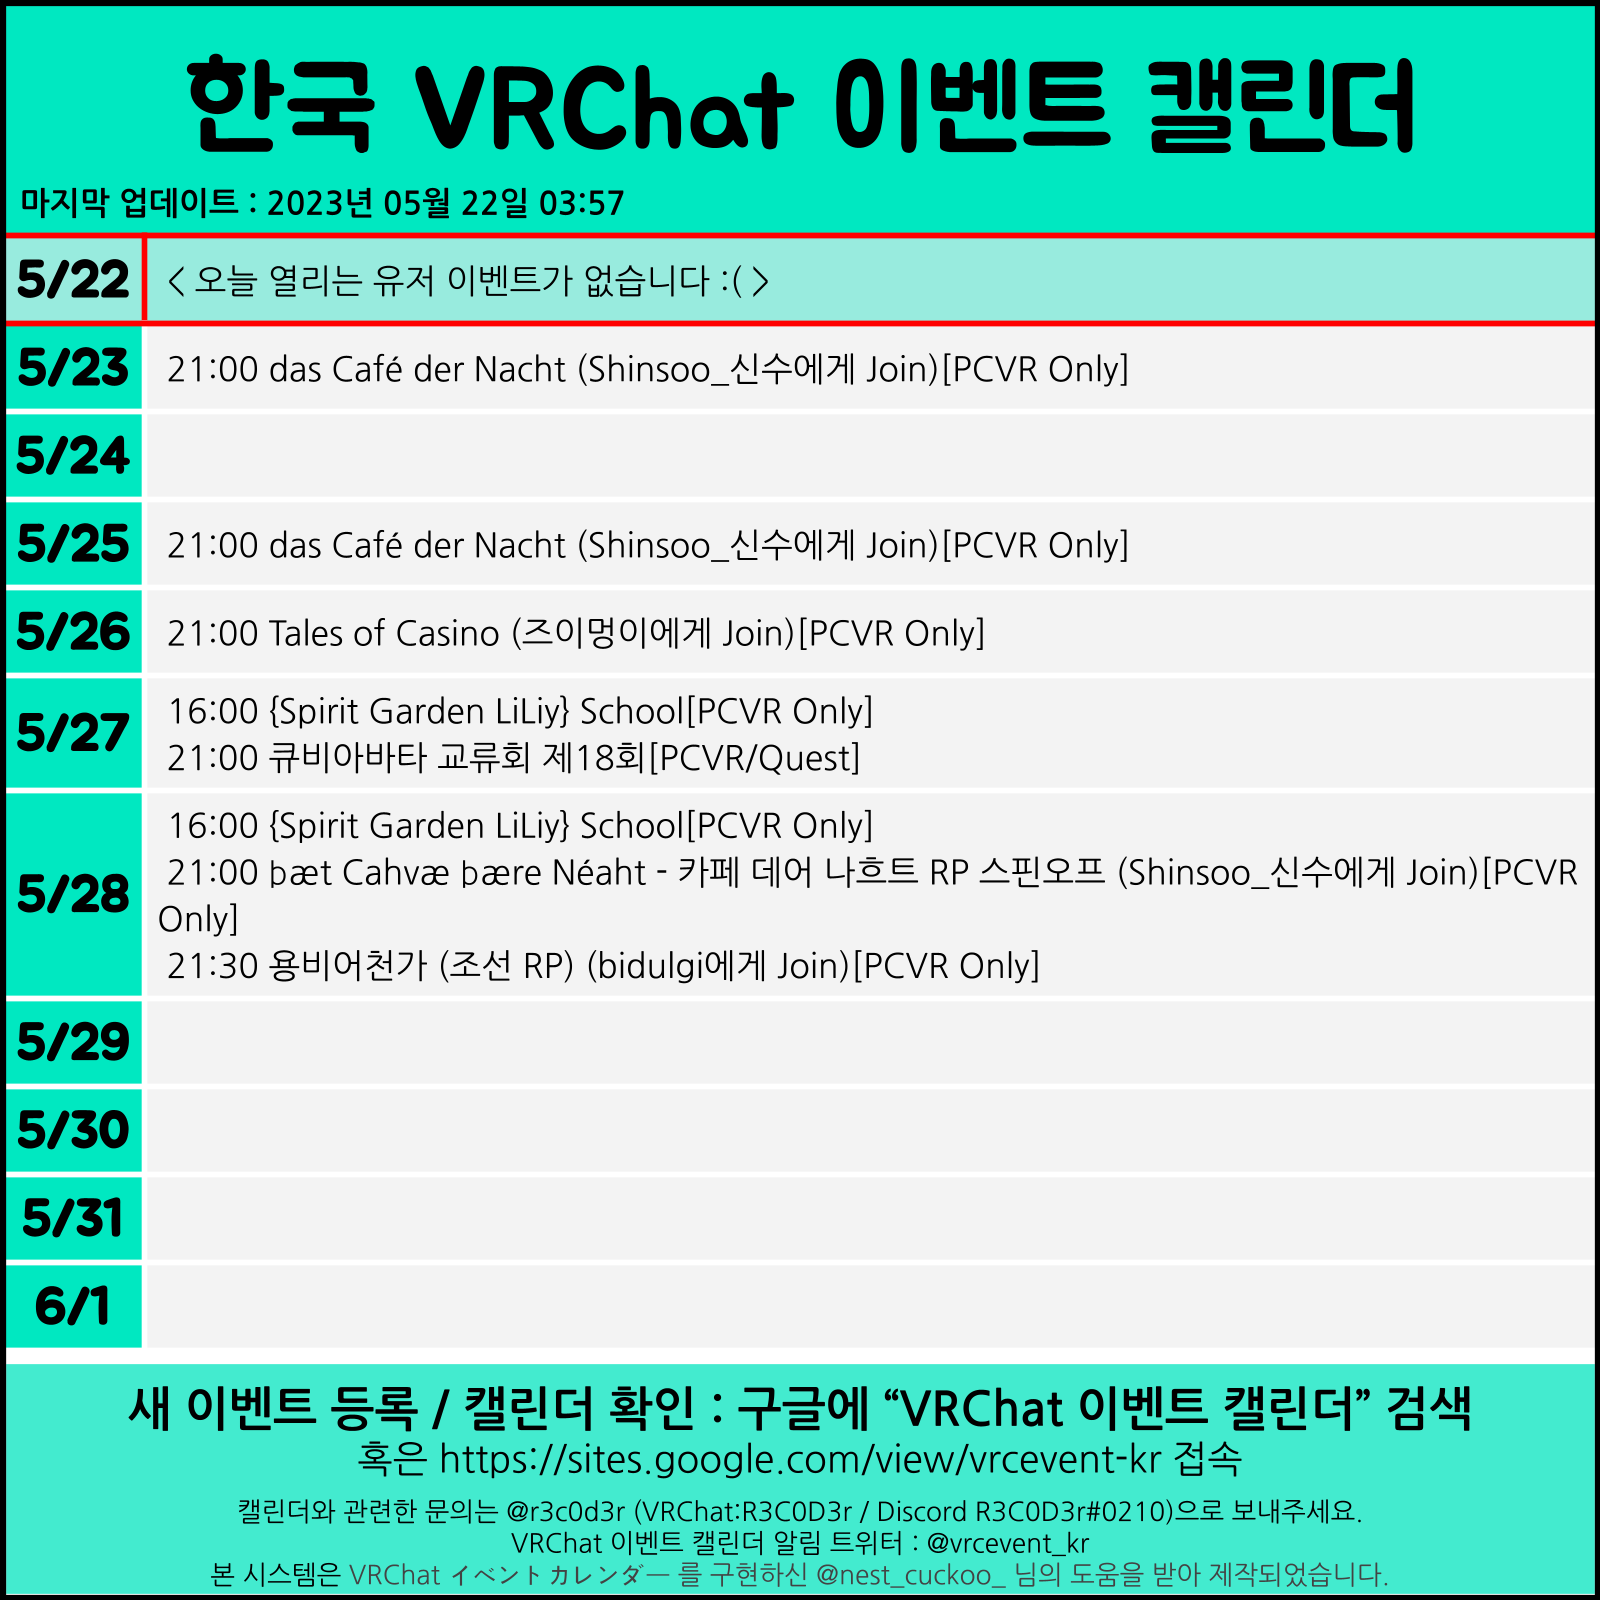 한국 VRChat 이벤트 캘린더
마지막 업데이트 : 2023년 05월 22일 03:57
5/22
< 오늘 열리는 유저 이벤트가 없습니다 :( >
5/23
21:00 das Café der Nacht (Shinsoo_신수에게 Join)[PCVR Only]
5/24
5/25
21:00 das Café der Nacht (Shinsoo_신수에게 Join)[PCVR Only]
5/26
21:00 Tales of Casino (즈이멍이에게 Join)[PCVR Only]
5/27
16:00 {Spirit Garden LiLiy} School[PCVR Only]
21:00 큐비아바타 교류회 제18회[PCVR/Quest]
5/28
16:00 {Spirit Garden LiLiy} School[PCVR Only]
21:00 þæt Cahvæ þære Néaht - 카페 데어 나흐트 RP 스핀오프 (Shinsoo_신수에게 Join)[PCVR
Only]
21:30 용비어천가 (조선 RP) (bidulgi에게 Join)[PCVR Only]
5/29
5/30
5/31
6/1
새 이벤트 등록 / 캘린더 확인 : 구글에 “VRChat 이벤트 캘린더” 검색
혹은 https://sites.google.com/view/vrcevent-kr 접속
캘린더와 관련한 문의는 @r3c0d3r (VRChat:R3C0D3r / Discord R3C0D3r#0210)으로 보내주세요.
VRChat 이벤트 캘린더 알림 트위터 : @vrcevent_kr
본 시스템은 VRChat イベントカレンダー 를 구현하신 @nest_cuckoo_ 님의 도움을 받아 제작되었습니다.